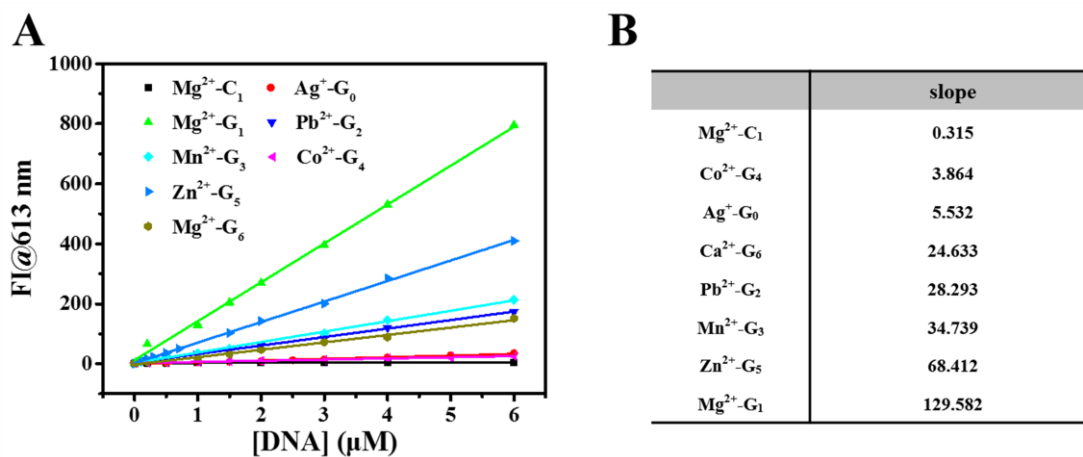 A
B
1000
800
600
400
200
0
FI@613 nm
Mg²⁺-C₁
Ag⁺-G₀
Mg²⁺-G₁
Pb²⁺-G₂
Mn²⁺-G₃
Co²⁺-G₄
Zn²⁺-G₅
Mg²⁺-G₆
0 1 2 3 4 5 6
[DNA] (μM)
slope
Mg²⁺-C₁ 0.315
Co²⁺-G₄ 3.864
Ag⁺-G₀ 5.532
Ca²⁺-G₆ 24.633
Pb²⁺-G₂ 28.293
Mn²⁺-G₃ 34.739
Zn²⁺-G₅ 68.412
Mg²⁺-G₁ 129.582